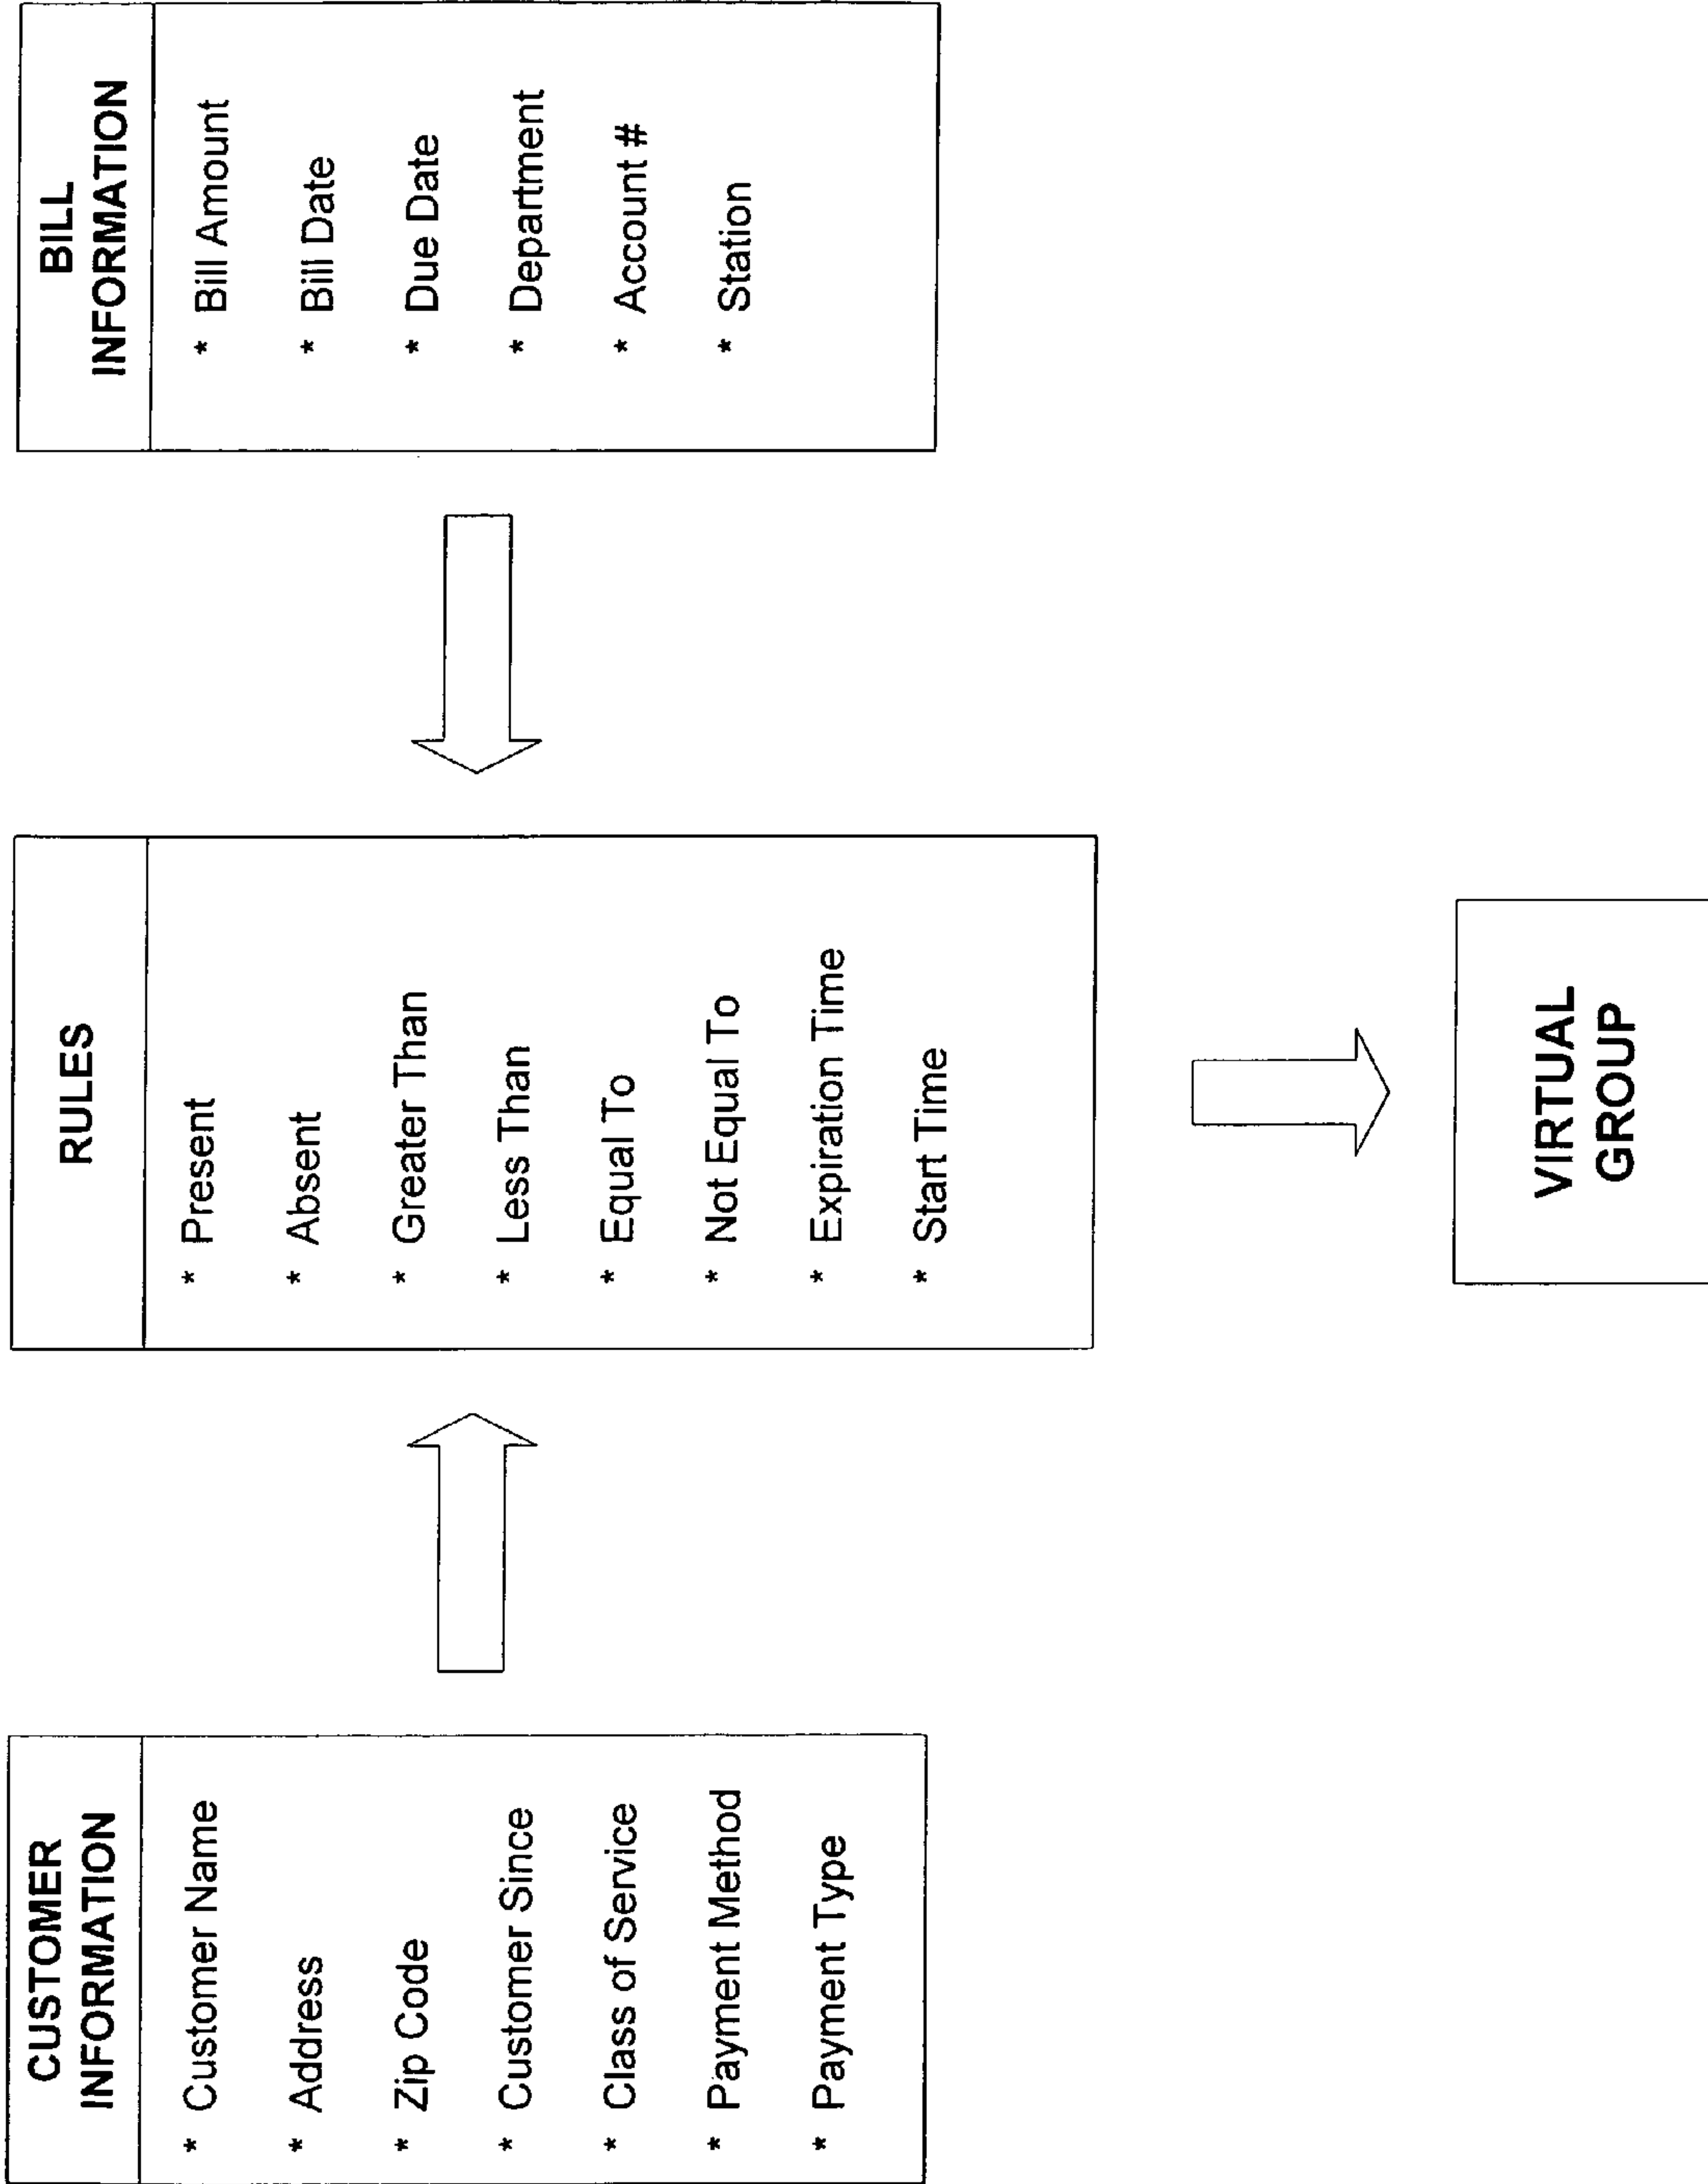 CUSTOMER
INFORMATION
* Customer Name
* Address
* Zip Code
* Customer Since
* Class of Service
* Payment Method
* Payment Type
RULES
* Present
* Absent
* Greater Than
* Less Than
* Equal To
* Not Equal To
* Expiration Time
* Start Time
BILL
INFORMATION
* Bill Amount
* Bill Date
* Due Date
* Department
* Account #
* Station
VIRTUAL
GROUP